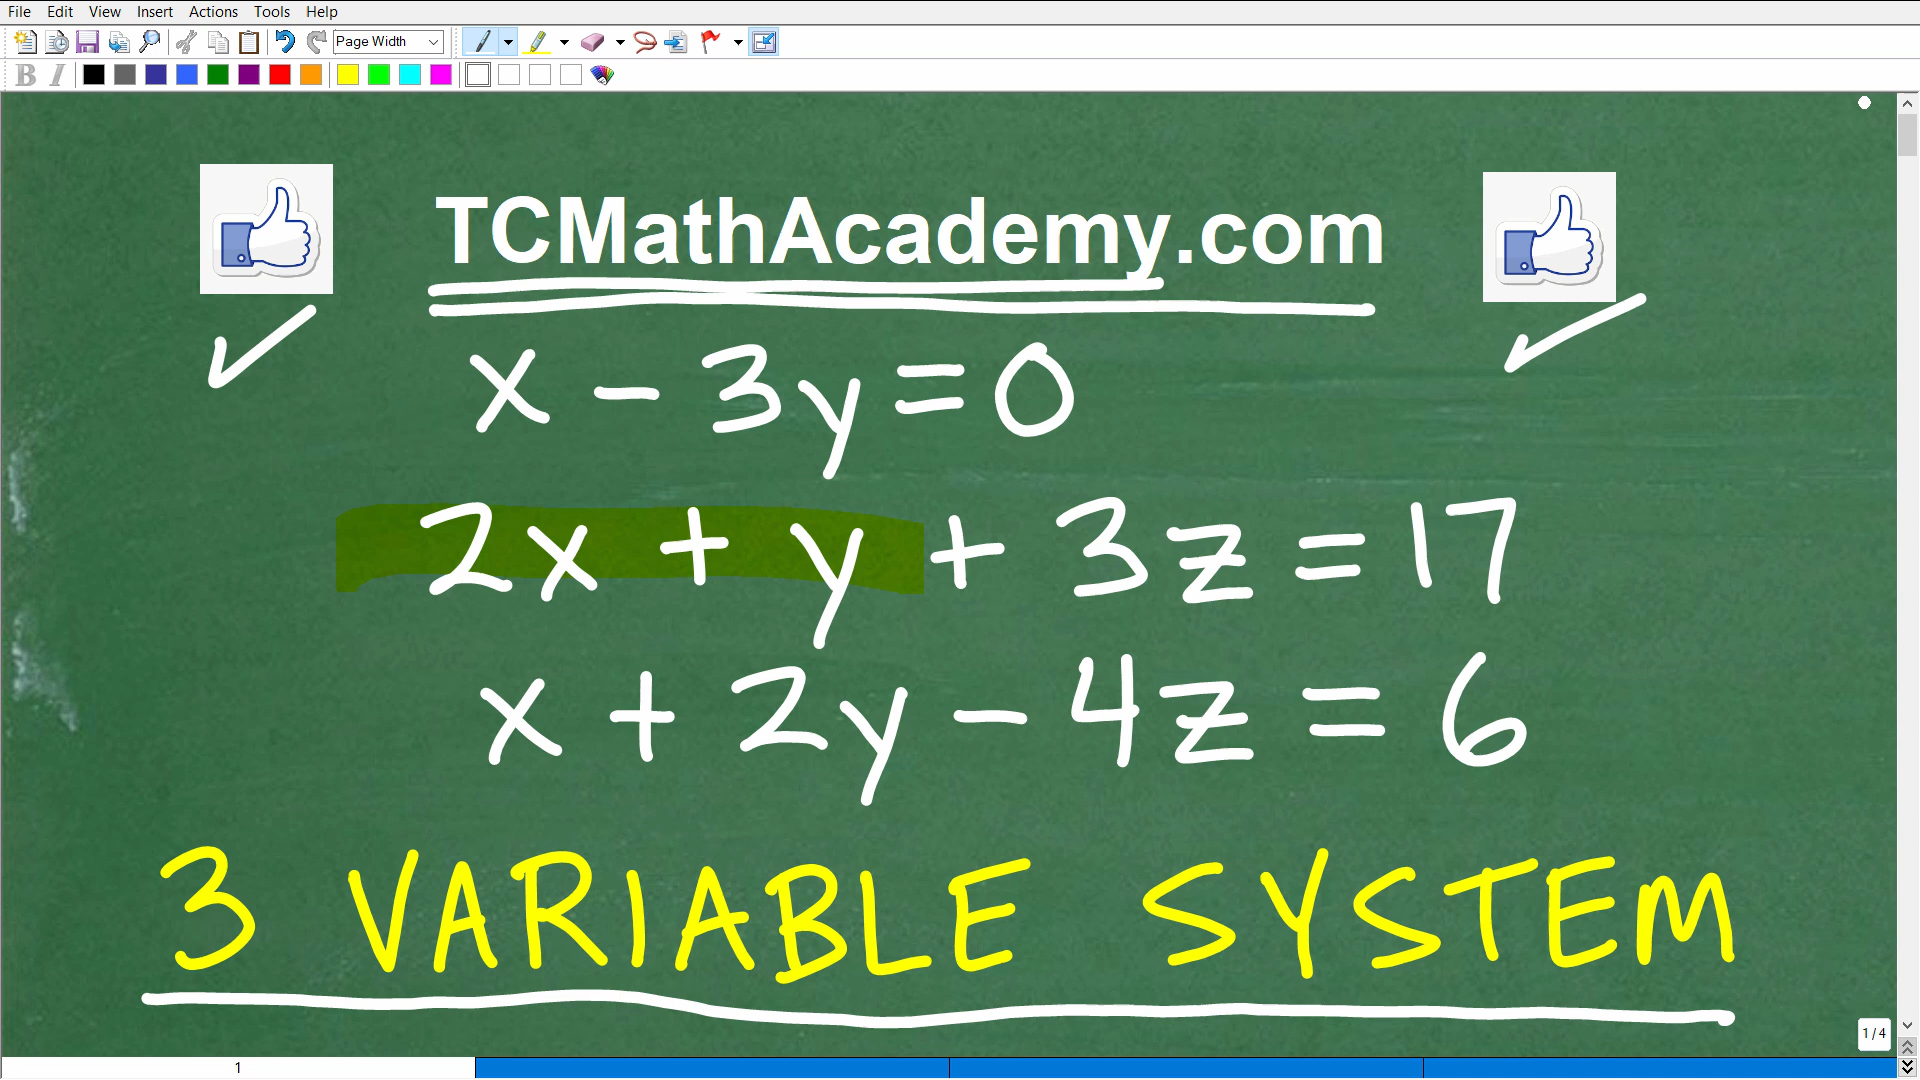 File Edit View Insert Actions Tools Help
Page Width
B I
TCMathAcademy.com
x - 3y = 0
2x + y + 3z = 17
x + 2y - 4z = 6
3 VARIABLE SYSTEM
1 / 4
1